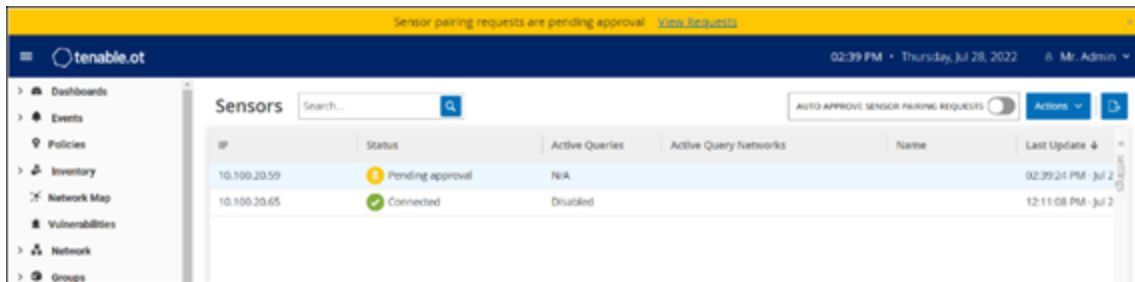 Sensor pairing requests are pending approval View Requests
tenable.ot 02:39 PM • Thursday, Jul 28, 2022 Mr. Admin
Dashboards
Events
Policies
Inventory
Network Map
Vulnerabilities
Network
Groups
Sensors Search... AUTO APPROVE SENSOR PAIRING REQUESTS Actions
IP Status Active Queries Active Query Networks Name Last Update
10.100.20.59 Pending approval N/A 02:39:24 PM · Jul 2
10.100.20.65 Connected Disabled 12:11:08 PM · Jul 2
Settings